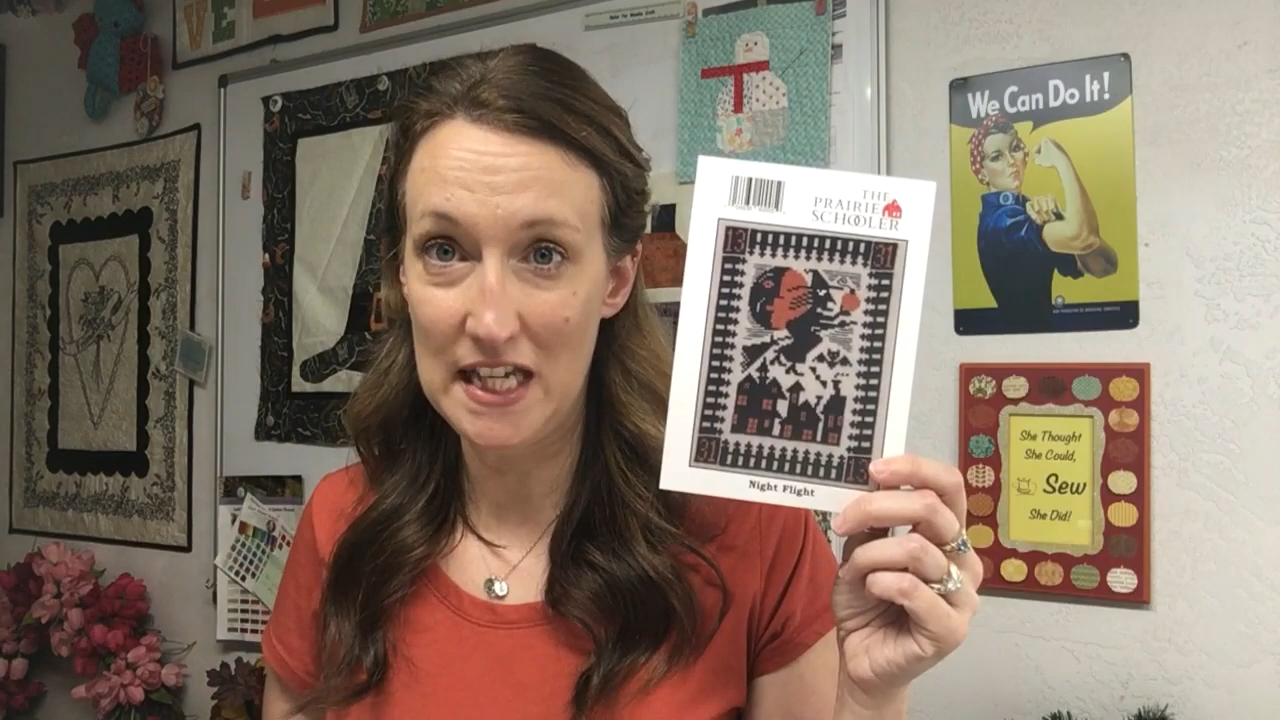 VE
We Can Do It!
THE
PRAIRIE
SCHOOLER
13
31
31
13
Night Flight
She Thought
She Could,
Sew
She Did!